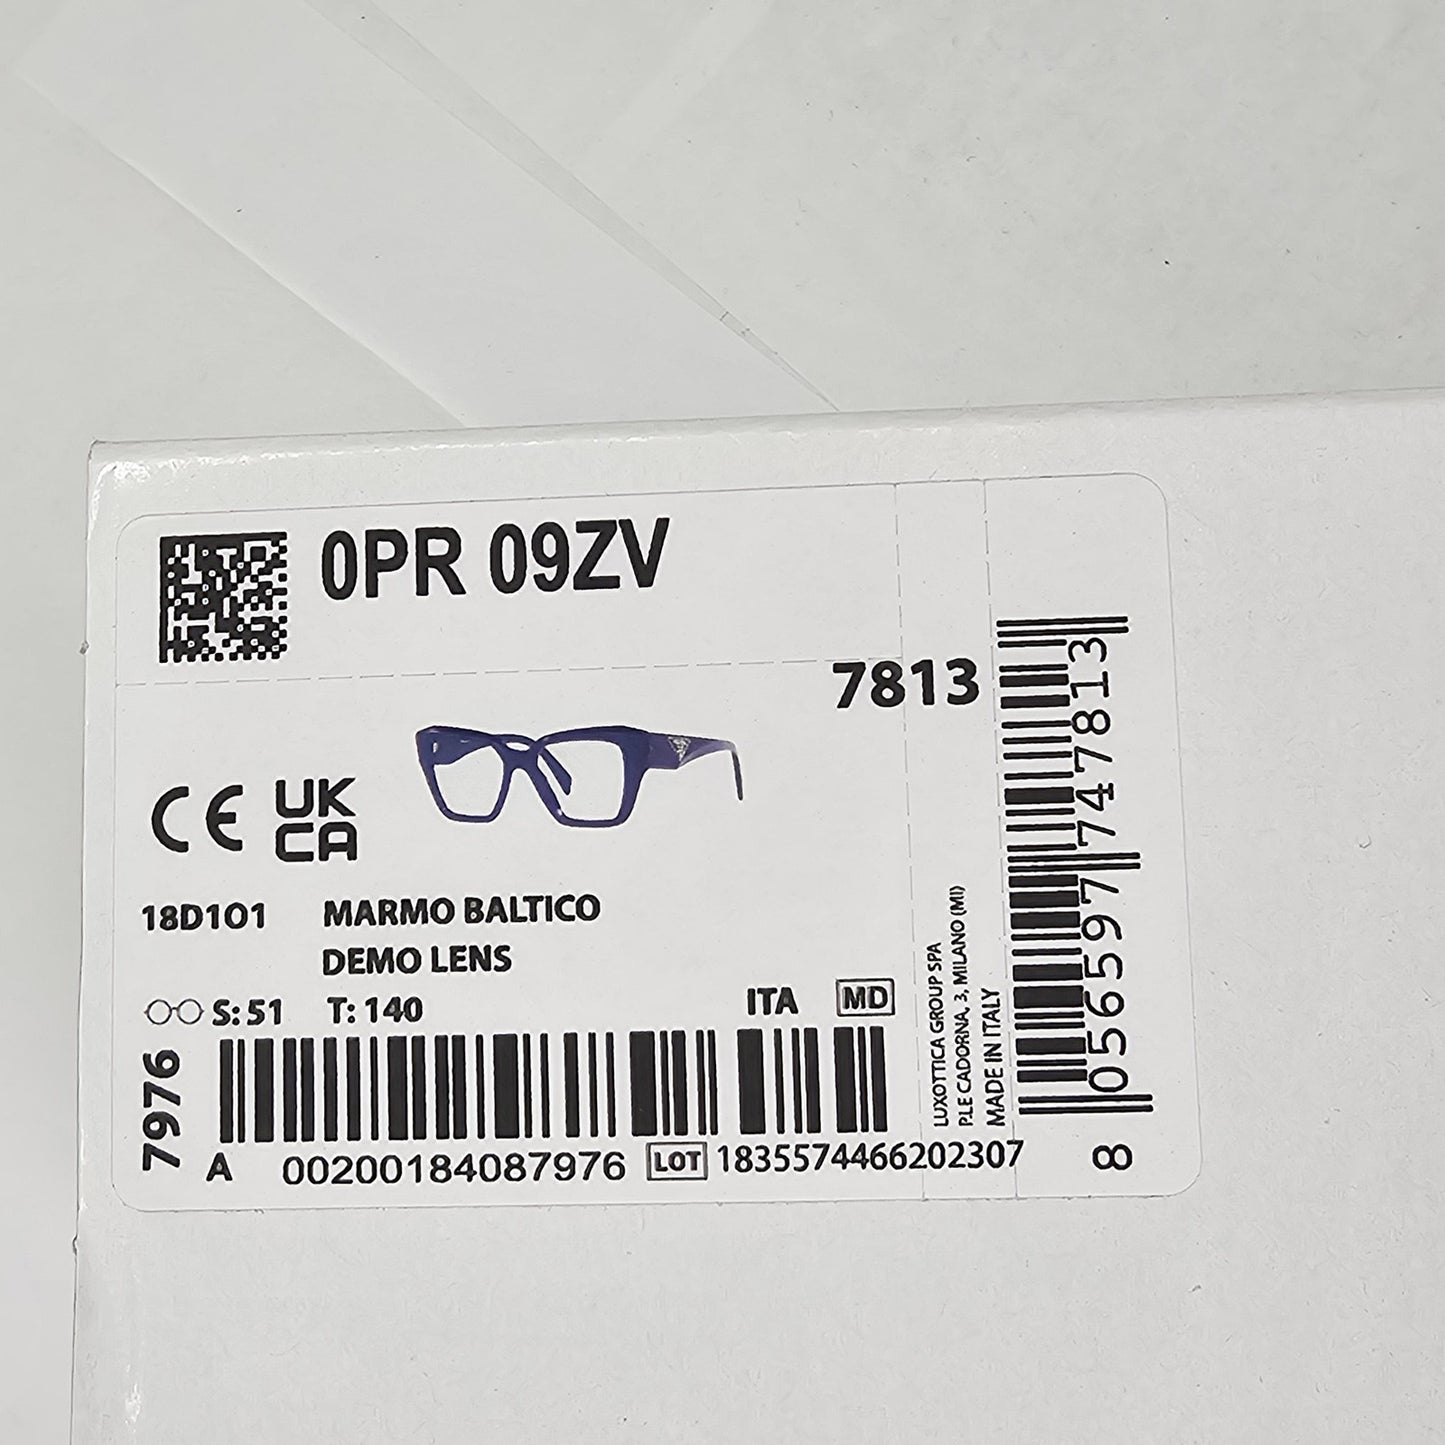 0PR 09ZV
7813
CE UK
CA
18D1O1 MARMO BALTICO
DEMO LENS
S: 51 T: 140 ITA MD
7976
A 00200184087976 LOT 1835574466202307
LUXOTTICA GROUP SPA
P.LE CADORNA, 3, MILANO (MI)
MADE IN ITALY
8 056597 747813